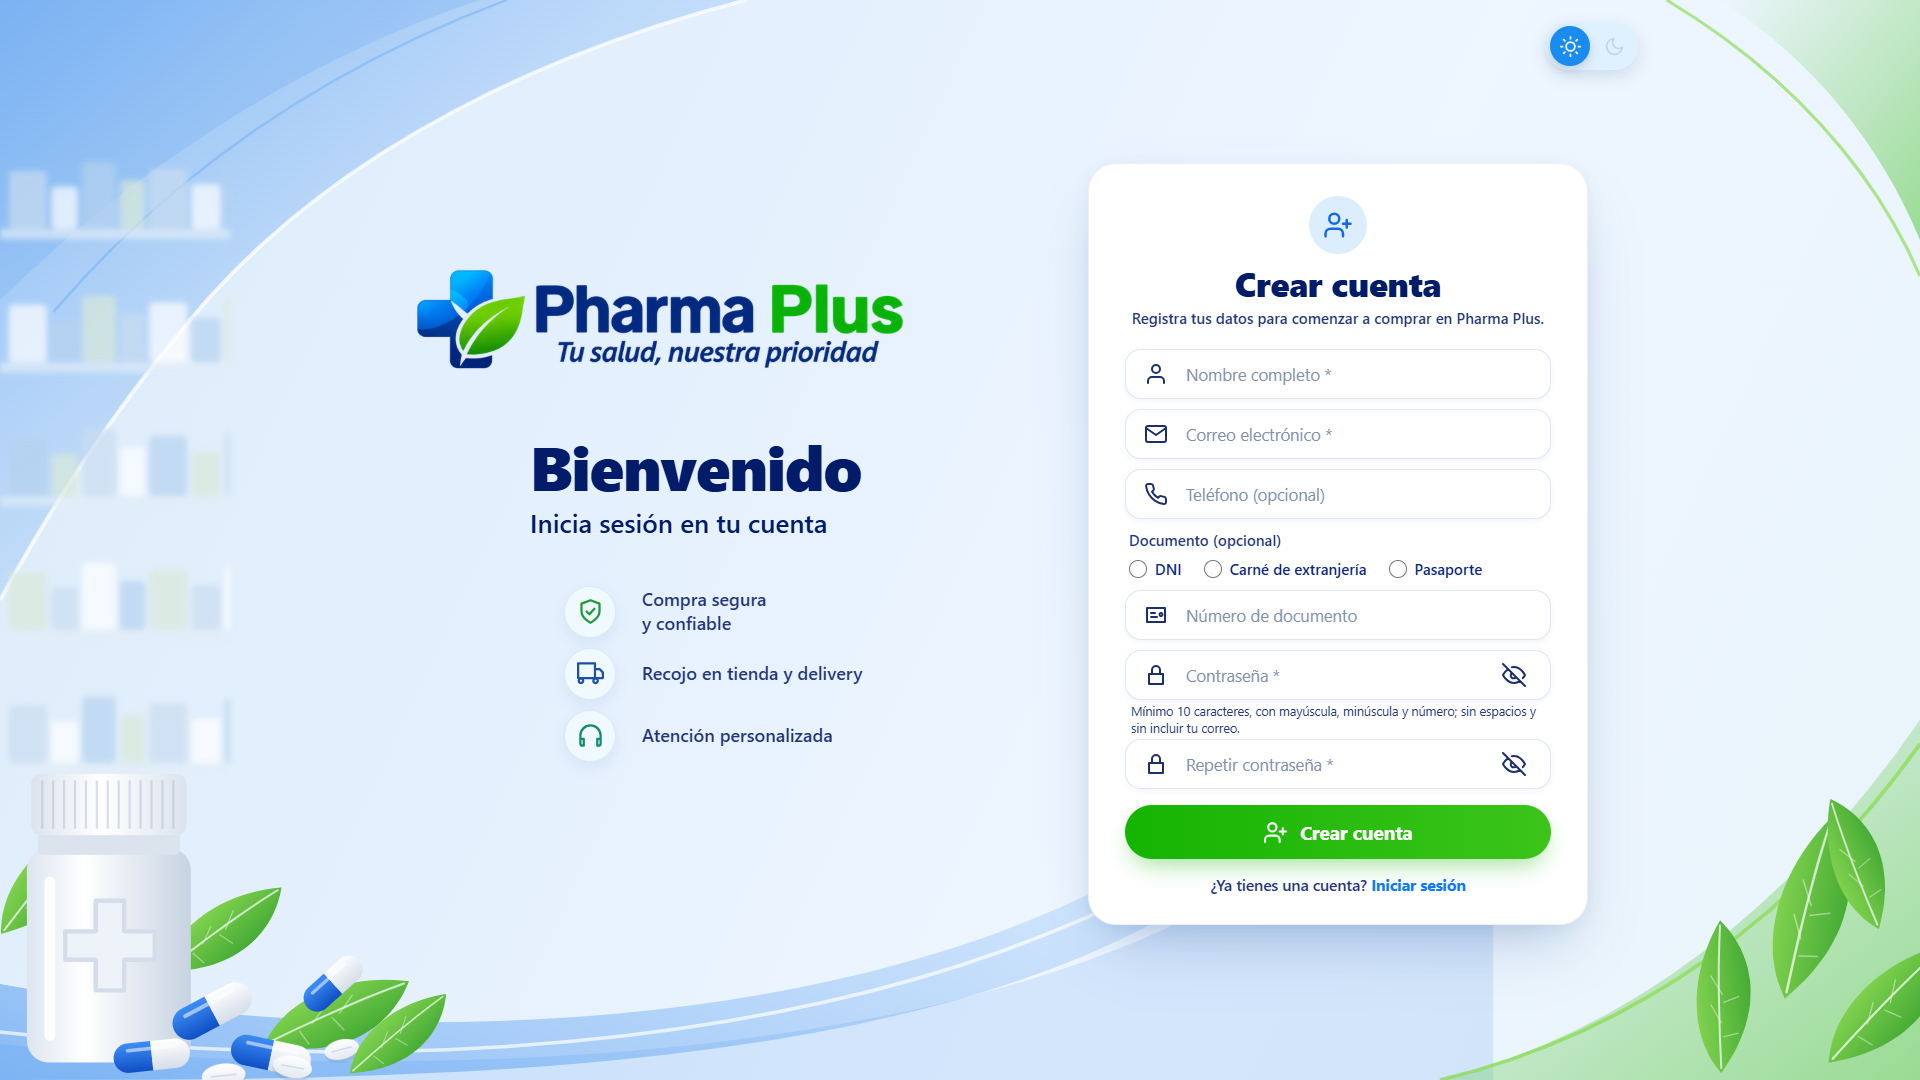 Pharma Plus
Tu salud, nuestra prioridad
Bienvenido
Inicia sesión en tu cuenta
Compra segura
y confiable
Recojo en tienda y delivery
Atención personalizada
Crear cuenta
Registra tus datos para comenzar a comprar en Pharma Plus.
Nombre completo *
Correo electrónico *
Teléfono (opcional)
Documento (opcional)
DNI Carné de extranjería Pasaporte
Número de documento
Contraseña *
Mínimo 10 caracteres, con mayúscula, minúscula y número; sin espacios y
sin incluir tu correo.
Repetir contraseña *
Crear cuenta
¿Ya tienes una cuenta? Iniciar sesión